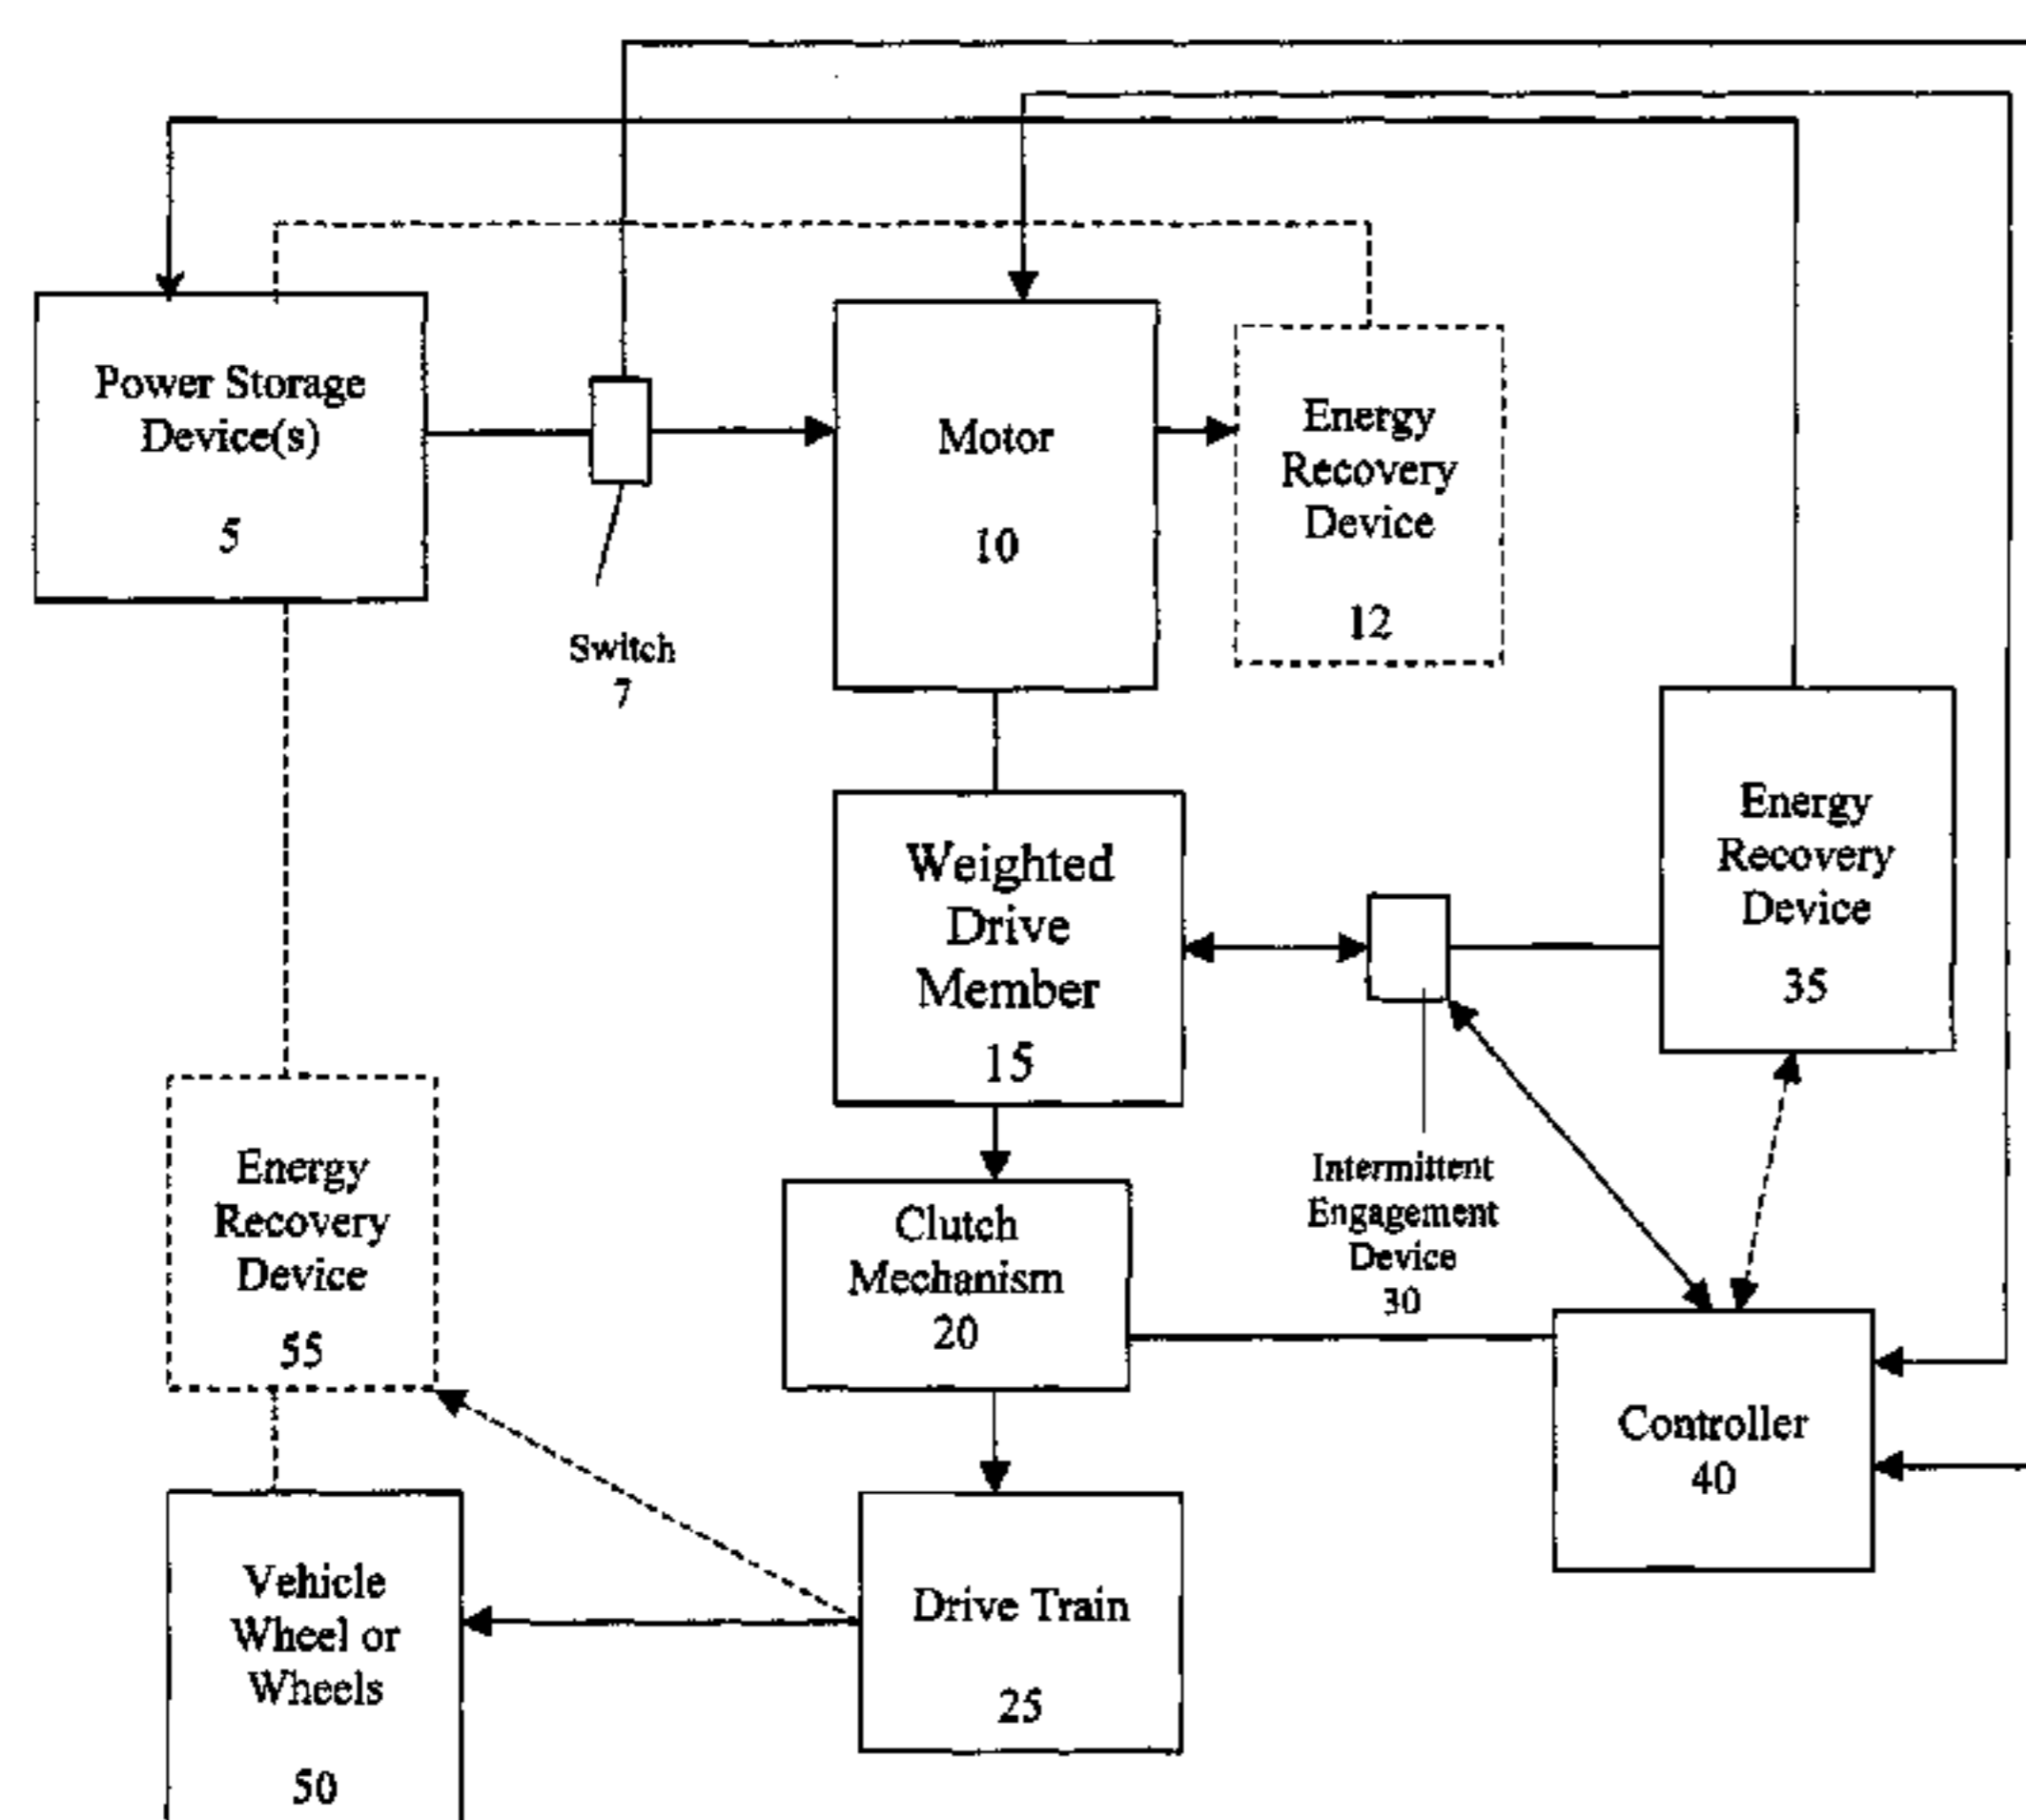 Power Storage
Device(s)
5
Switch
7
Motor
10
Energy
Recovery
Device
12
Weighted
Drive
Member
15
Energy
Recovery
Device
35
Intermittent
Engagement
Device
30
Clutch
Mechanism
20
Energy
Recovery
Device
55
Controller
40
Drive Train
25
Vehicle
Wheel or
Wheels
50